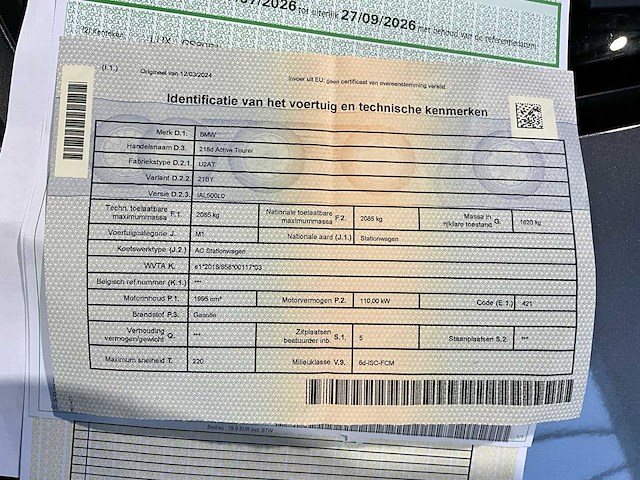 /2026 tot uiterlijk 27/09/2026 met behoud van de referentiedatum
(I.1.) Origineel van 12/03/2024 Invoer uit EU: geen certificaat van overeenstemming vereist
Identificatie van het voertuig en technische kenmerken
Merk D.1. BMW
Handelsnaam D.3. 218d Active Tourer
Fabriekstype D.2.1. U2AT
Variant D.2.2. 21BY
Versie D.2.3.
Techn. toelaatbare maximummassa F.1. 2085 kg Nationale toelaatbare maximummassa F.2. 2085 kg Massa in rijklare toestand G. 1620 kg
Voertuigcategorie J. M1 Nationale aard (J.1.) Stationwagen
Koetswerktype (J.2.) AC Stationwagen
WVTA K. e1*2018/858*00117*03
Belgisch ref nummer (K.1.) ***
Motorinhoud P.1. 1995 cm³ Motorvermogen P.2. 110,00 kW Code (E.1.) 421
Brandstof P.3. Gasolie
Verhouding vermogen/gewicht Q. *** Zitplaatsen bestuurder inb. S.1. 5 Staanplaatsen S.2. ***
Maximum snelheid T. 220 Milieuklasse V.9. 6d-ISC-FCM